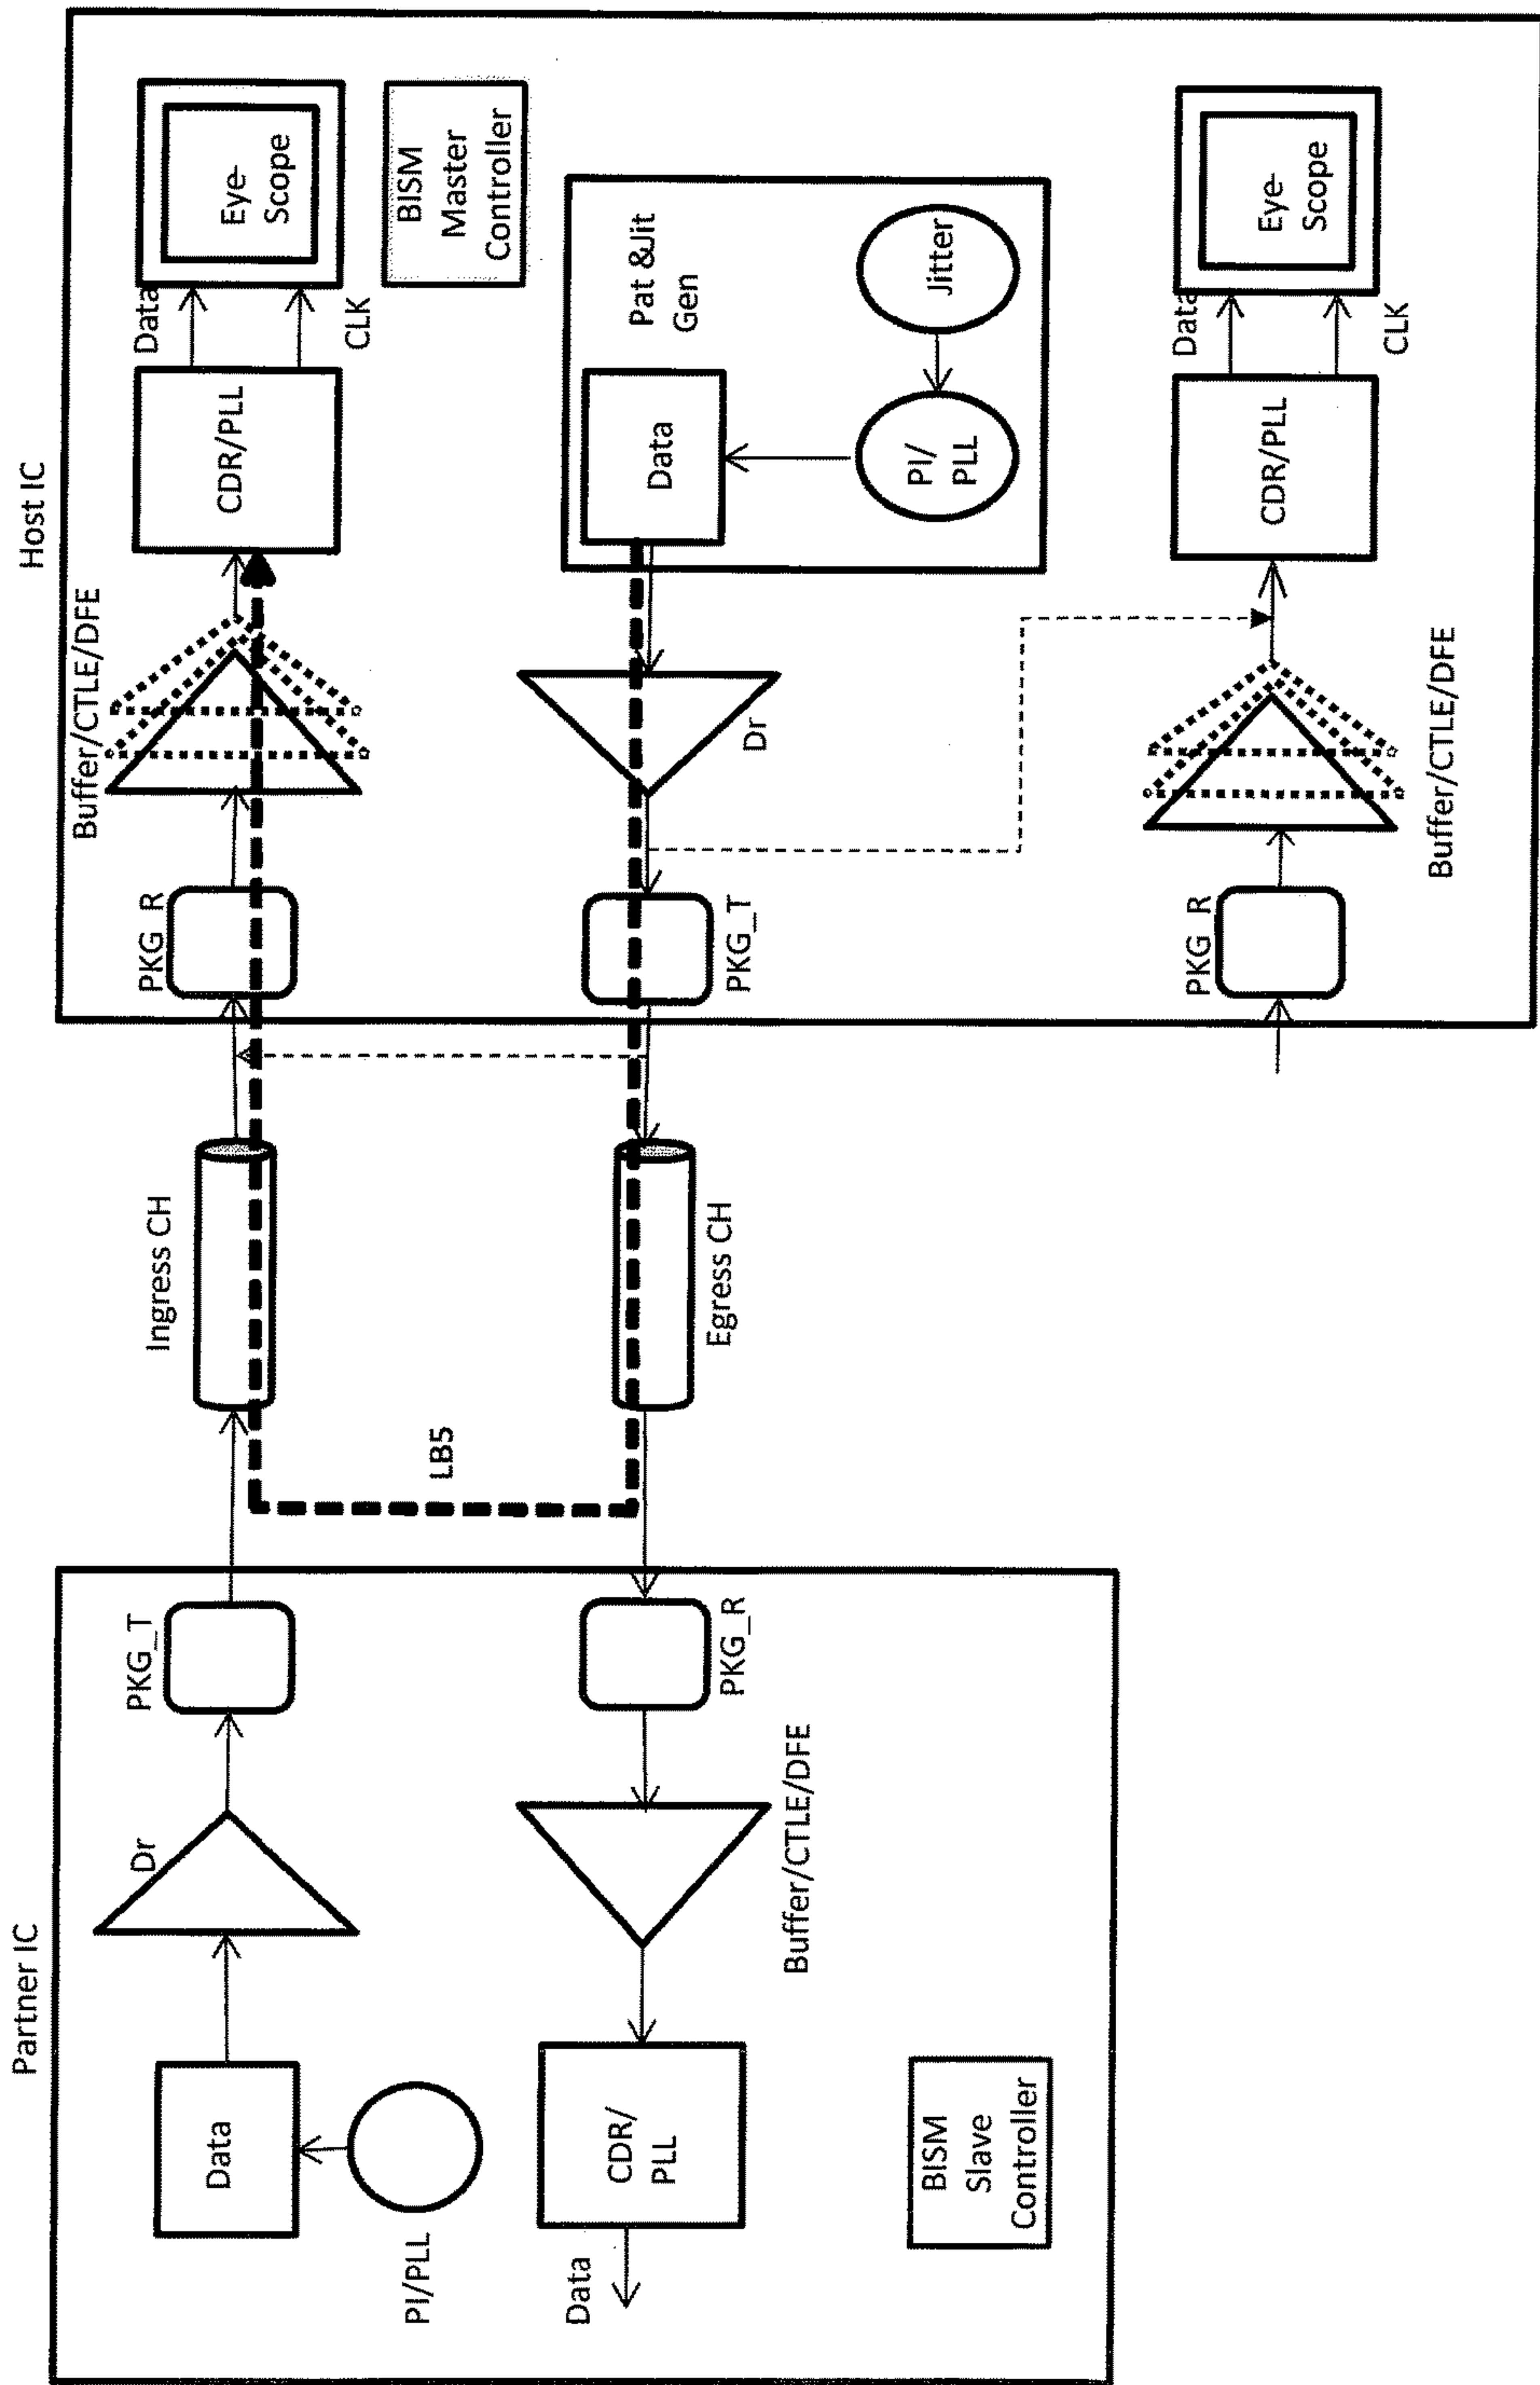 Partner IC
Host IC
Data
Dr
PKG_T
Ingress CH
PKG_R
Buffer/CTLE/DFE
CDR/PLL
Data
CLK
Eye-
Scope
PI/PLL
LB5
BISM
Master
Controller
Data
CDR/
PLL
Buffer/CTLE/DFE
PKG_R
Egress CH
PKG_T
Dr
Data
Pat &Jit
Gen
PI/
PLL
Jitter
BISM
Slave
Controller
PKG_R
Buffer/CTLE/DFE
CDR/PLL
Data
CLK
Eye-
Scope